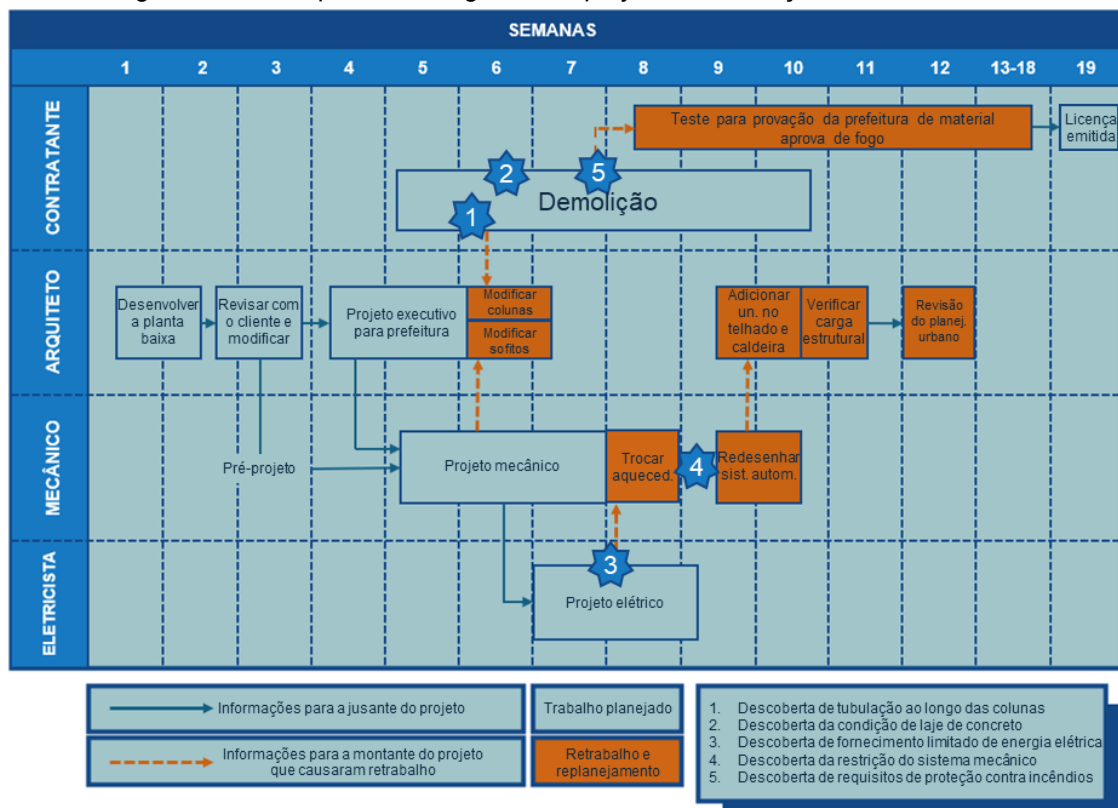 SEMANAS
1 2 3 4 5 6 7 8 9 10 11 12 13-18 19
CONTRATANTE
Teste para provação da prefeitura de material
aprova de fogo
Licença
emitida
2
5
Demolição
1
ARQUITETO
Desenvolver
a planta
baixa
Revisar com
o cliente e
modificar
Projeto executivo
para prefeitura
Modificar
colunas
Modificar
sofitos
Adicionar
un. no
telhado e
caldeira
Verificar
carga
estrutural
Revisão
do planej.
urbano
MECÂNICO
Pré-projeto
Projeto mecânico
Trocar
aqueced.
4
Redesenhar
sist. autom.
ELETRICISTA
3
Projeto elétrico
Informações para a jusante do projeto
Trabalho planejado
Informações para a montante do projeto
que causaram retrabalho
Retrabalho e
replanejamento
1. Descoberta de tubulação ao longo das colunas
2. Descoberta da condição de laje de concreto
3. Descoberta de fornecimento limitado de energia elétrica
4. Descoberta da restrição do sistema mecânico
5. Descoberta de requisitos de proteção contra incêndios